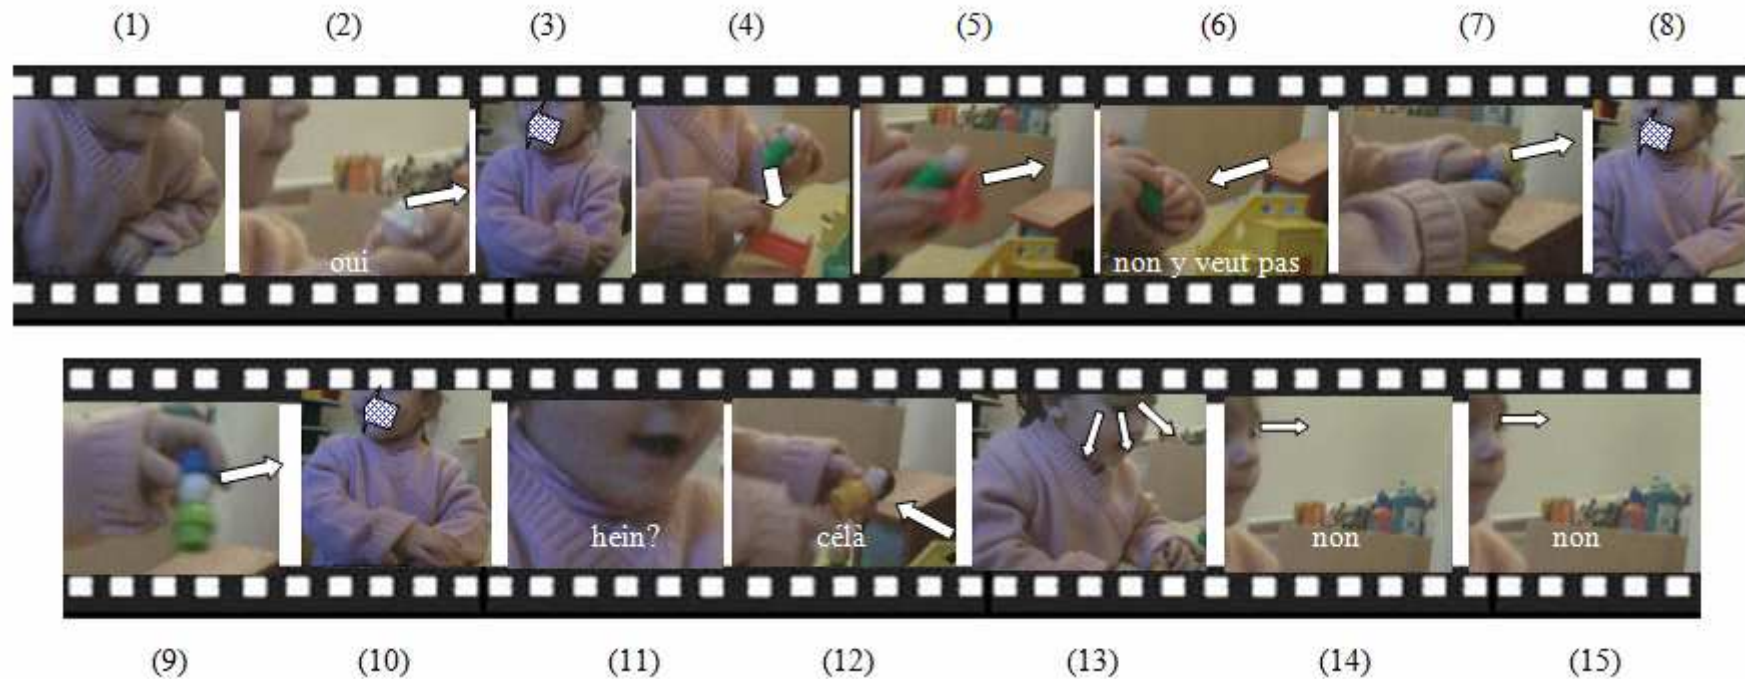 (1) (2) (3) (4) (5) (6) (7) (8)
oui non y veut pas
hein? célà non non
(9) (10) (11) (12) (13) (14) (15)